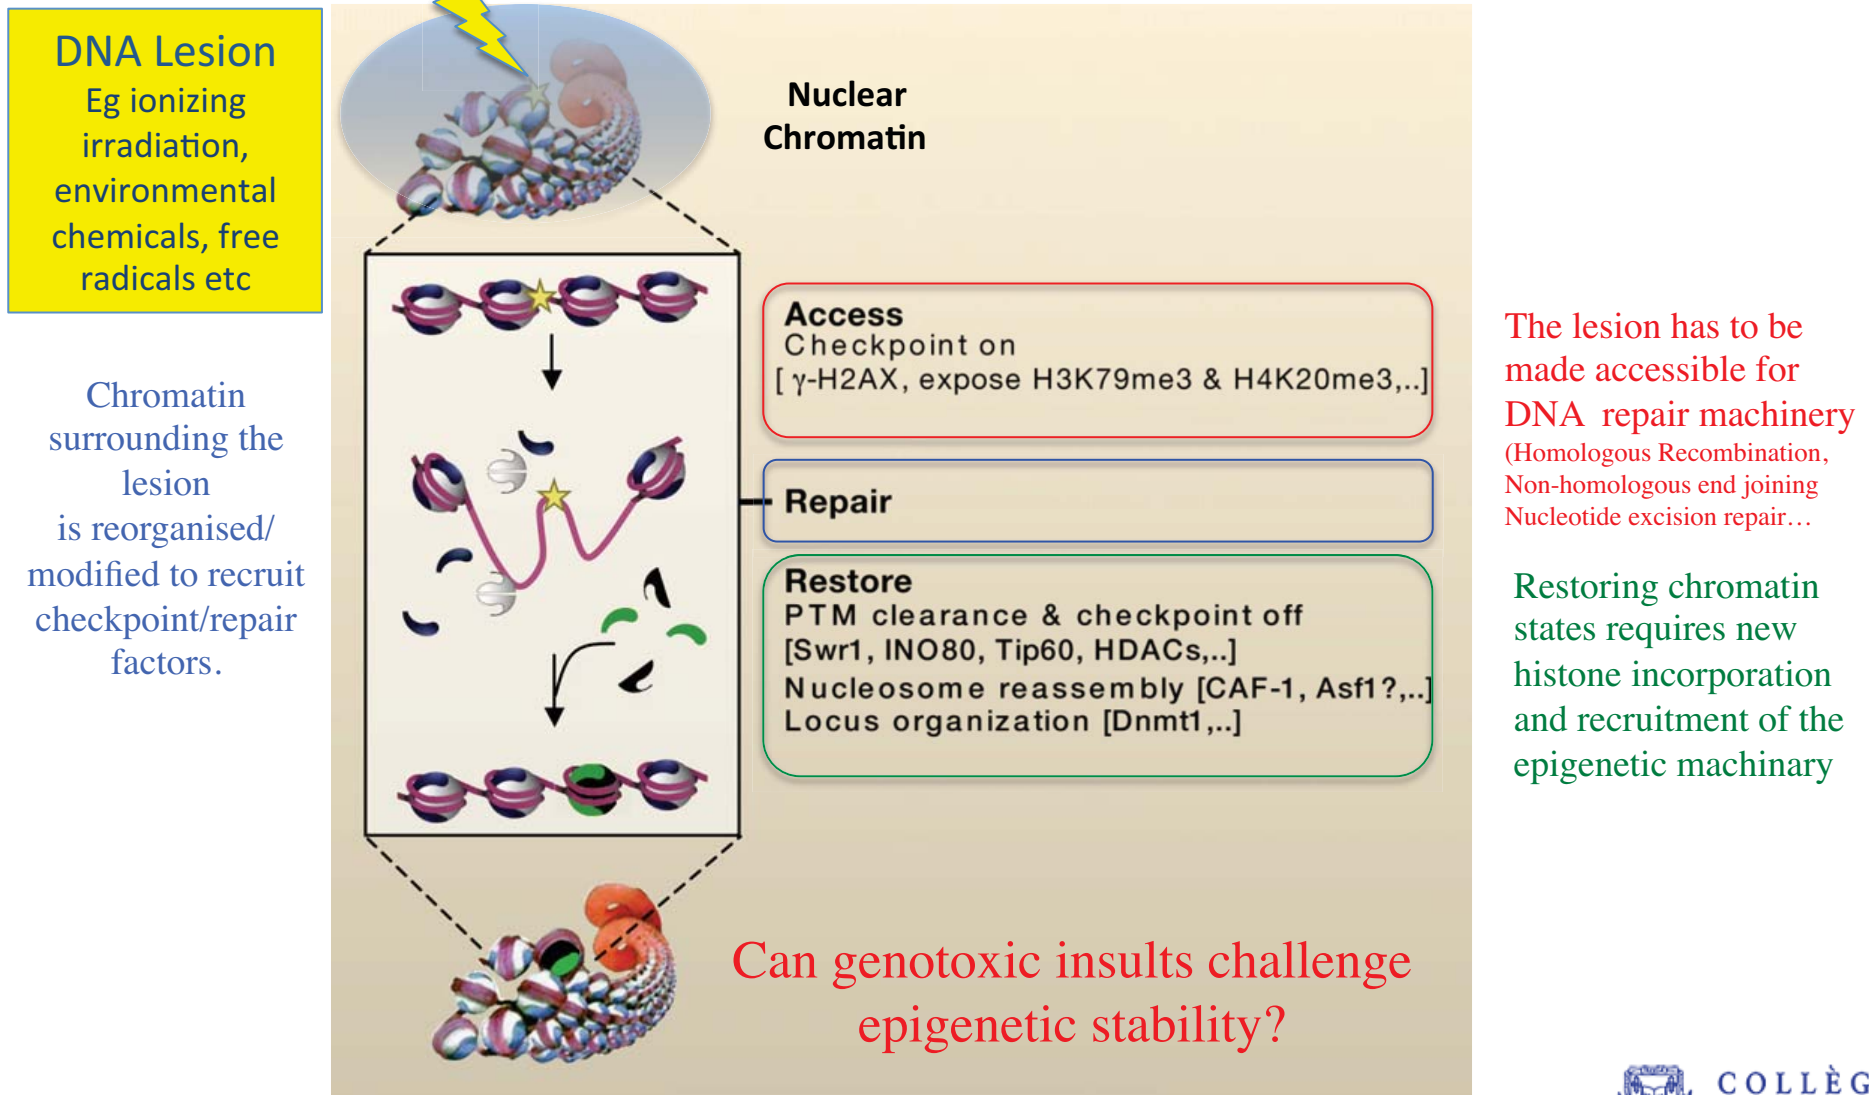 DNA Lesion
Eg ionizing
irradiation,
environmental
chemicals, free
radicals etc
Chromatin
surrounding the
lesion
is reorganised/
modified to recruit
checkpoint/repair
factors.
Nuclear
Chromatin
Access
Checkpoint on
[ γ-H2AX, expose H3K79me3 & H4K20me3,..]
Repair
Restore
PTM clearance & checkpoint off
[Swr1, INO80, Tip60, HDACs,..]
Nucleosome reassembly [CAF-1, Asf1?,..]
Locus organization [Dnmt1,..]
Can genotoxic insults challenge
epigenetic stability?
The lesion has to be
made accessible for
DNA repair machinery
(Homologous Recombination,
Non-homologous end joining
Nucleotide excision repair…
Restoring chromatin
states requires new
histone incorporation
and recruitment of the
epigenetic machinary
COLLÈG